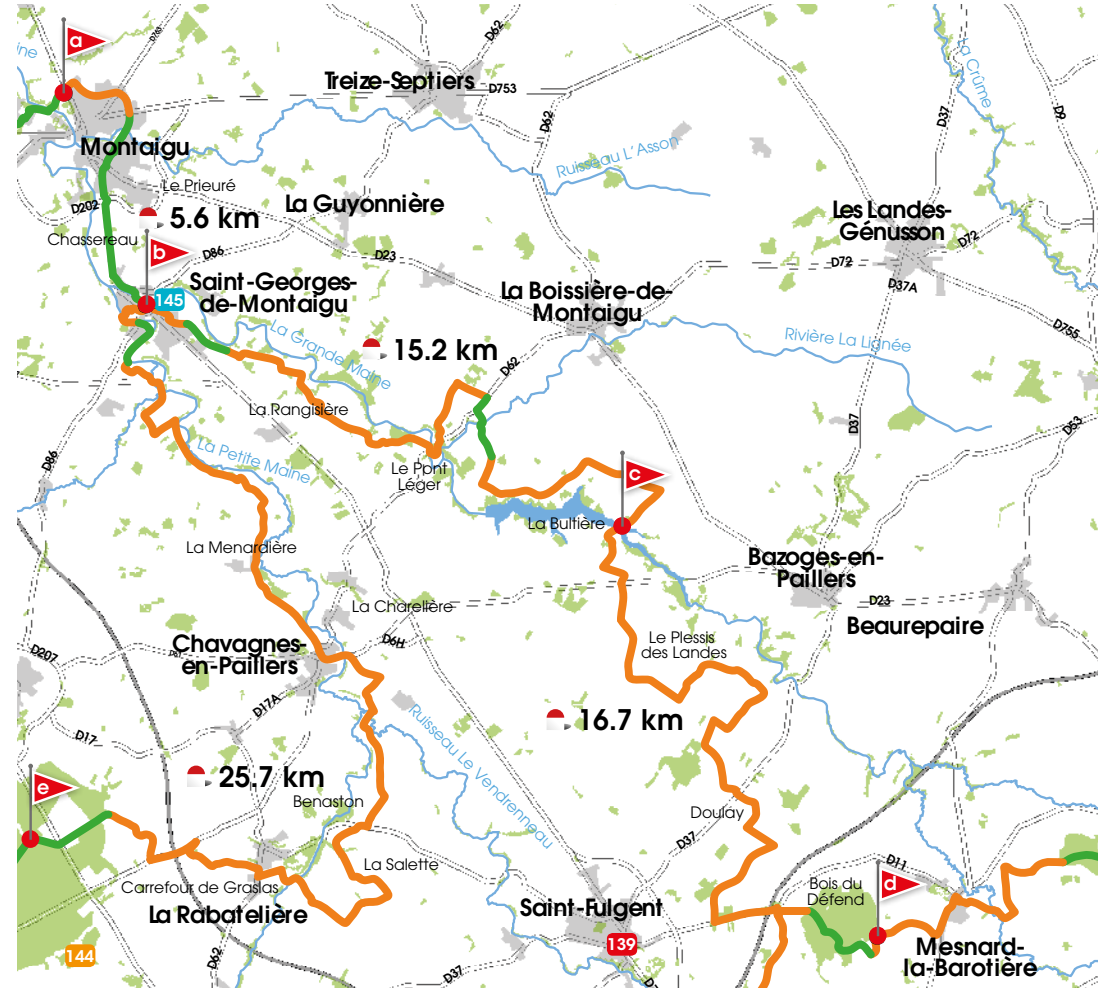 a
D763
D62
La Crûme
ine
Treize-Septiers
D753
D62
D37
D9
Montaigu
Ruisseau L'Asson
Le Prieuré
D202
5.6 km
La Guyonnière
Les Landes-
Génusson
Chassereau
b
D86
D23
D72
D72
Saint-Georges-
de-Montaigu
145
La Boissière-de-
Montaigu
D37A
D755
La Grande Maine
15.2 km
Rivière La Lignée
D62
La Rangisière
D37
D53
La Petite Maine
D86
Le Pont
Léger
c
La Bultière
La Menardière
Bazoges-en-
Paillers
La Charellère
D23
Beaurepaire
Chavagnes-
en-Paillers
D6H
Le Plessis
des Landes
D207
D17A
Ruisseau Le Vendrenneau
16.7 km
D17
e
25.7 km
Benaston
Doulay
D37
La Salette
D11
d
Bois du
Défend
Carrefour de Graslas
La Rabatelière
Saint-Fulgent
139
Mesnard-
la-Barotière
144
D62
D37